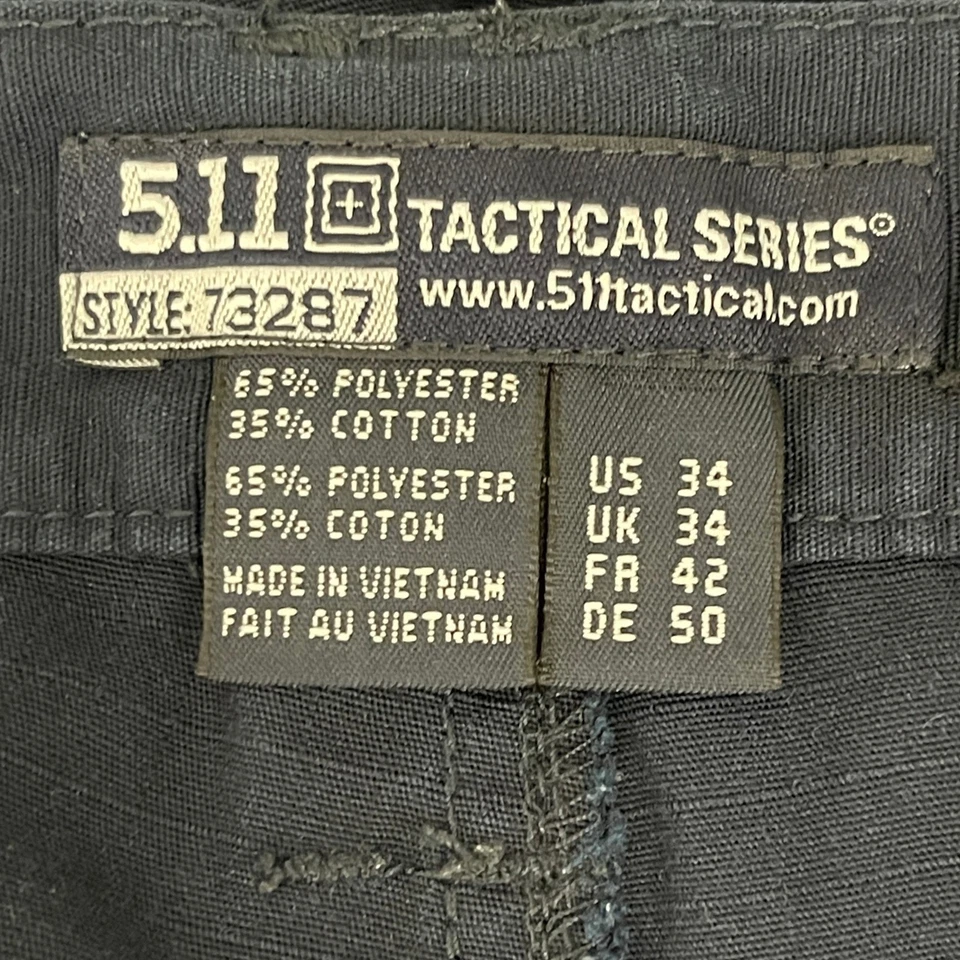 5.11 TACTICAL SERIES®
www.511tactical.com
STYLE: 73287
65% POLYESTER
35% COTTON
65% POLYESTER
35% COTON
MADE IN VIETNAM
FAIT AU VIETNAM
US 34
UK 34
FR 42
DE 50